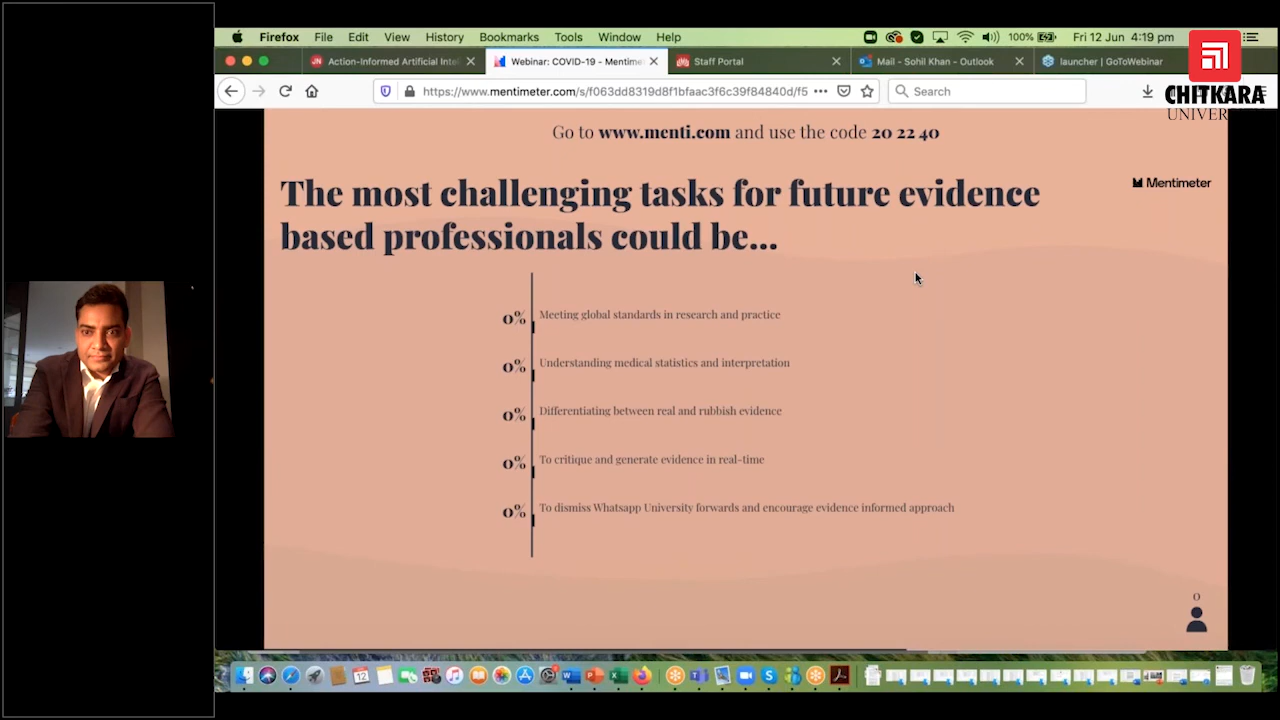 Firefox File Edit View History Bookmarks Tools Window Help 100% Fri 12 Jun 4:19 pm
Action-Informed Artificial Intel
Webinar: COVID-19 - Mentime
Staff Portal
Mail - Sohil Khan - Outlook
launcher | GoToWebinar
https://www.mentimeter.com/s/f063dd8319d8f1bfaac3f6c39f84840d/f5
Search
CHITKARA
UNIVER
Go to www.menti.com and use the code 20 22 40
Mentimeter
The most challenging tasks for future evidence
based professionals could be...
0% Meeting global standards in research and practice
0% Understanding medical statistics and interpretation
0% Differentiating between real and rubbish evidence
0% To critique and generate evidence in real-time
0% To dismiss Whatsapp University forwards and encourage evidence informed approach
0